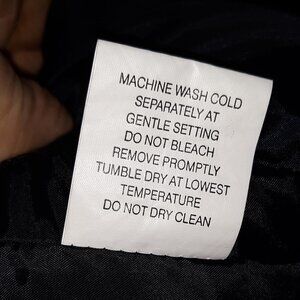 MACHINE WASH COLD
SEPARATELY AT
GENTLE SETTING
DO NOT BLEACH
REMOVE PROMPTLY
TUMBLE DRY AT LOWEST
TEMPERATURE
DO NOT DRY CLEAN